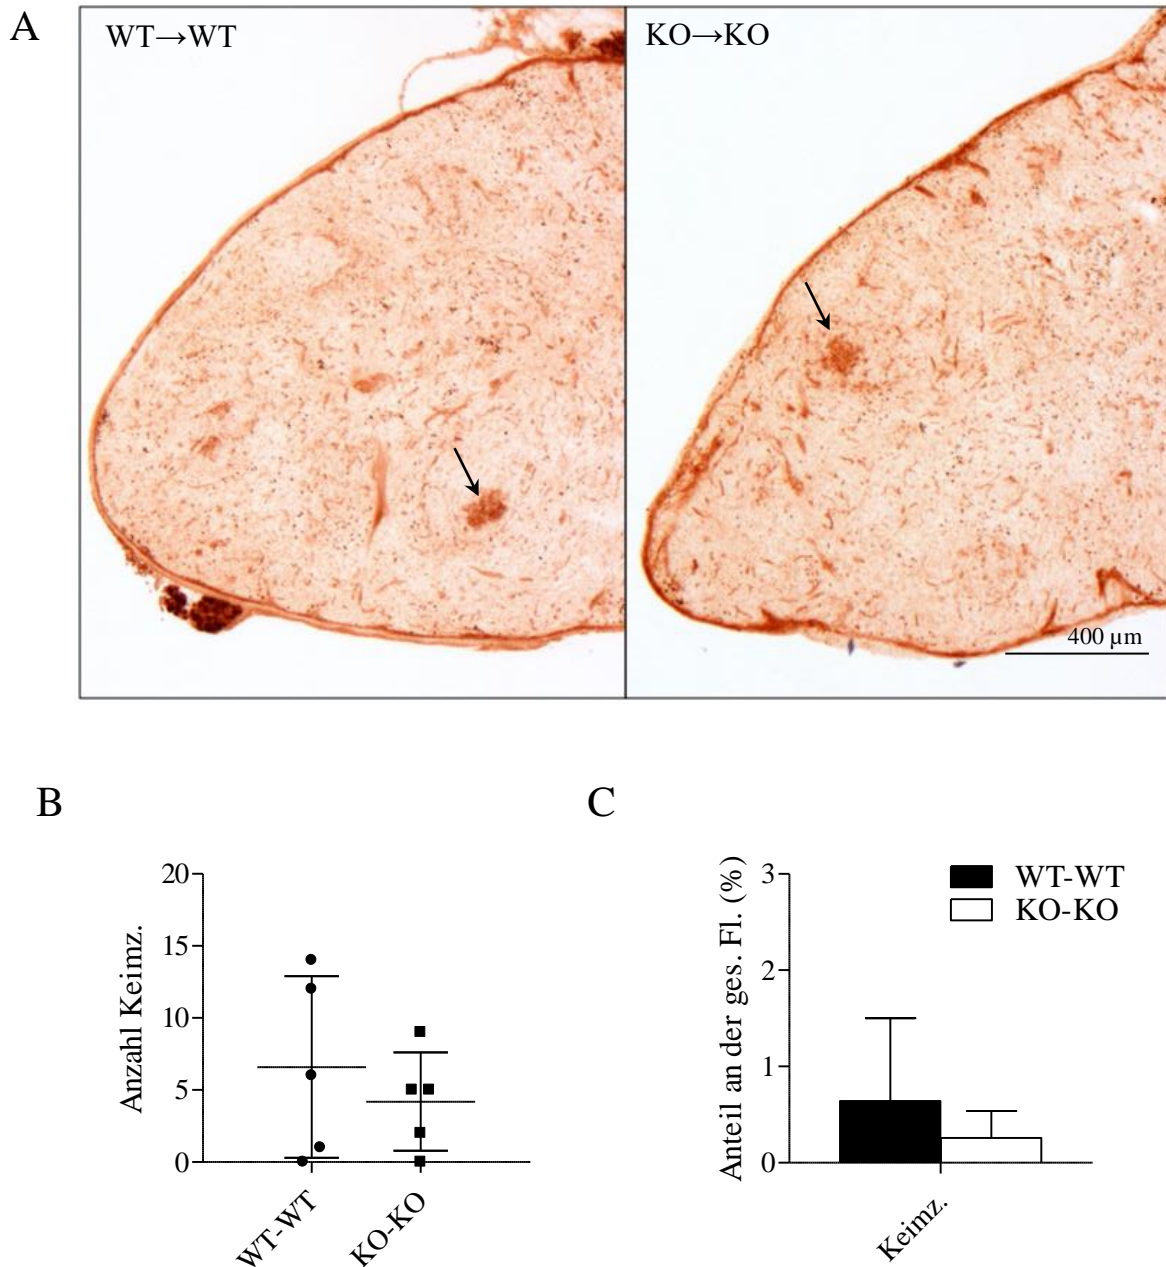 A
WT→WT
KO→KO
400 µm
B
Anzahl Keimz.
20
15
10
5
0
WT-WT
KO-KO
C
Anteil an der ges. Fl. (%)
3
2
1
0
WT-WT
KO-KO
Keimz.